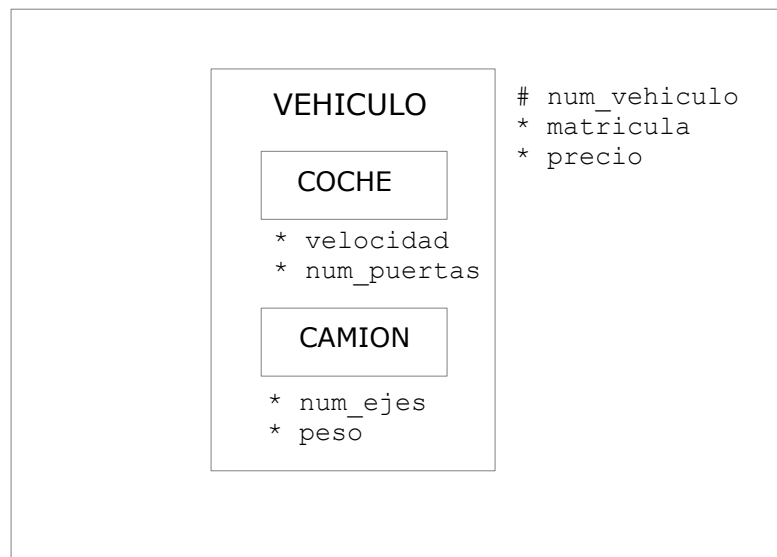 VEHICULO
# num_vehiculo
* matricula
* precio
COCHE
* velocidad
* num_puertas
CAMION
* num_ejes
* peso